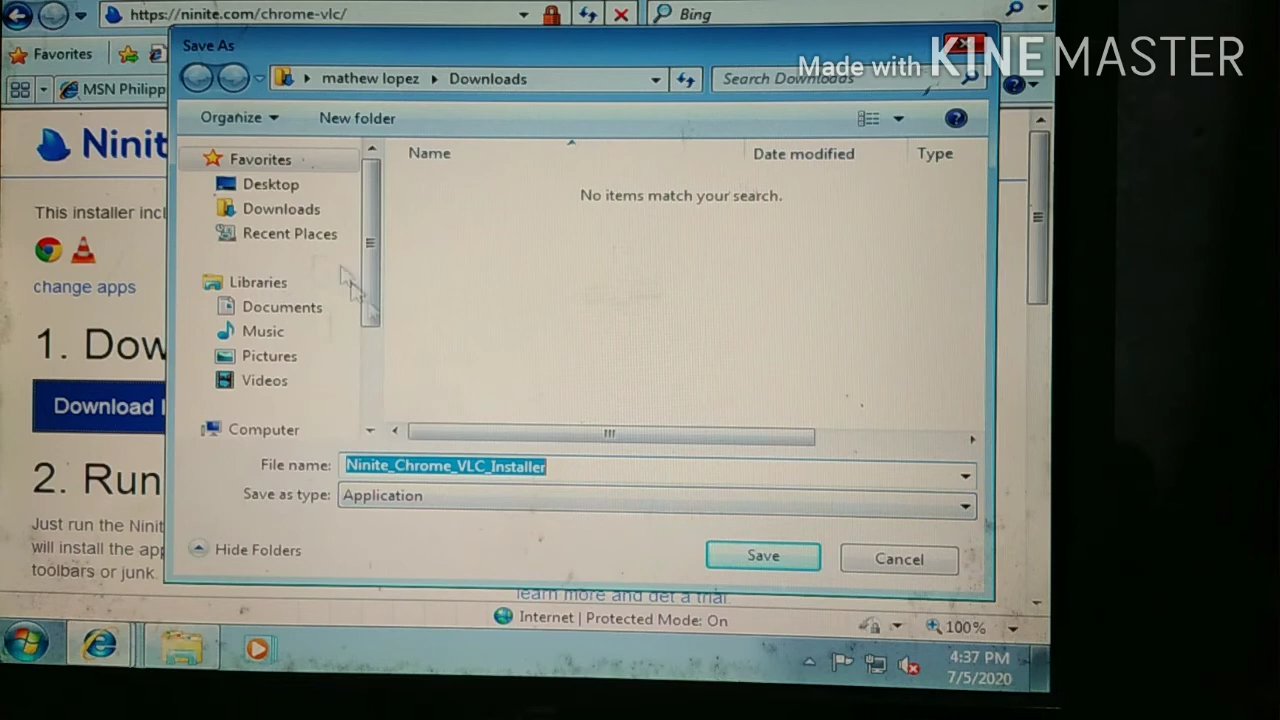 https://ninite.com/chrome-vlc/
Bing
Favorites
Save As
Made with KINEMASTER
mathew lopez
Downloads
Search Downloads
MSN Philipp
Organize
New folder
Ninit
Favorites
Name
Date modified
Type
Desktop
No items match your search.
Downloads
This installer incl
Recent Places
change apps
Libraries
Documents
Music
1. Dow
Pictures
Videos
Download I
Computer
File name:
Ninite_Chrome_VLC_Installer
2. Run
Save as type:
Application
Just run the Ninit
will install the app
toolbars or junk.
Hide Folders
Save
Cancel
learn more and get a trial
Internet | Protected Mode: On
100%
4:37 PM
7/5/2020